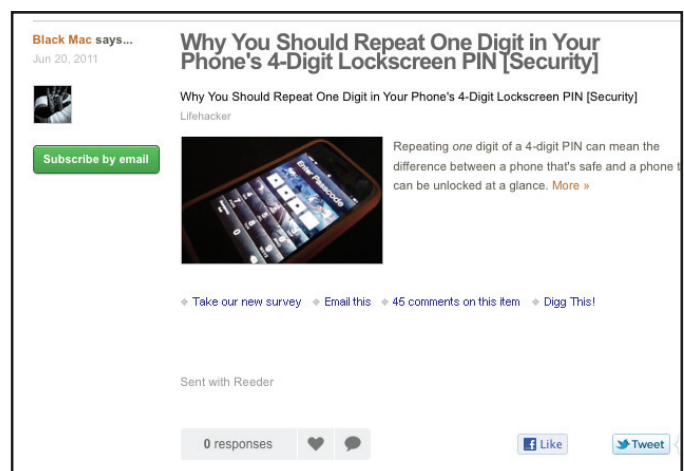 Black Mac says...
Jun 20, 2011
Subscribe by email
Why You Should Repeat One Digit in Your
Phone's 4-Digit Lockscreen PIN [Security]
Why You Should Repeat One Digit in Your Phone's 4-Digit Lockscreen PIN [Security]
Lifehacker
Enter Passcode
Repeating one digit of a 4-digit PIN can mean the
difference between a phone that's safe and a phone t
can be unlocked at a glance. More »
Take our new survey Email this 45 comments on this item Digg This!
Sent with Reeder
0 responses
Like
Tweet